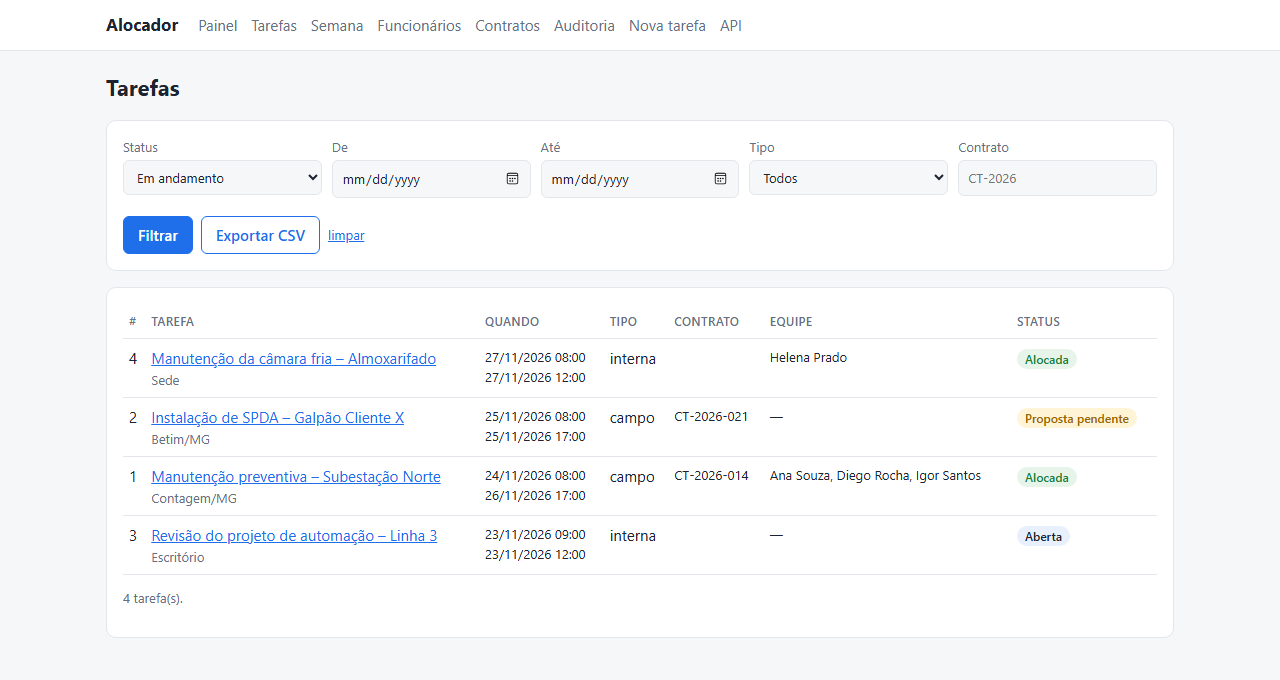 Alocador Painel Tarefas Semana Funcionários Contratos Auditoria Nova tarefa API
Tarefas
Status De Até Tipo Contrato
Em andamento mm/dd/yyyy mm/dd/yyyy Todos CT-2026
Filtrar Exportar CSV limpar
# TAREFA QUANDO TIPO CONTRATO EQUIPE STATUS
4 Manutenção da câmara fria – Almoxarifado 27/11/2026 08:00 interna Helena Prado Alocada
Sede 27/11/2026 12:00
2 Instalação de SPDA – Galpão Cliente X 25/11/2026 08:00 campo CT-2026-021 — Proposta pendente
Betim/MG 25/11/2026 17:00
1 Manutenção preventiva – Subestação Norte 24/11/2026 08:00 campo CT-2026-014 Ana Souza, Diego Rocha, Igor Santos Alocada
Contagem/MG 26/11/2026 17:00
3 Revisão do projeto de automação – Linha 3 23/11/2026 09:00 interna — Aberta
Escritório 23/11/2026 12:00
4 tarefa(s).